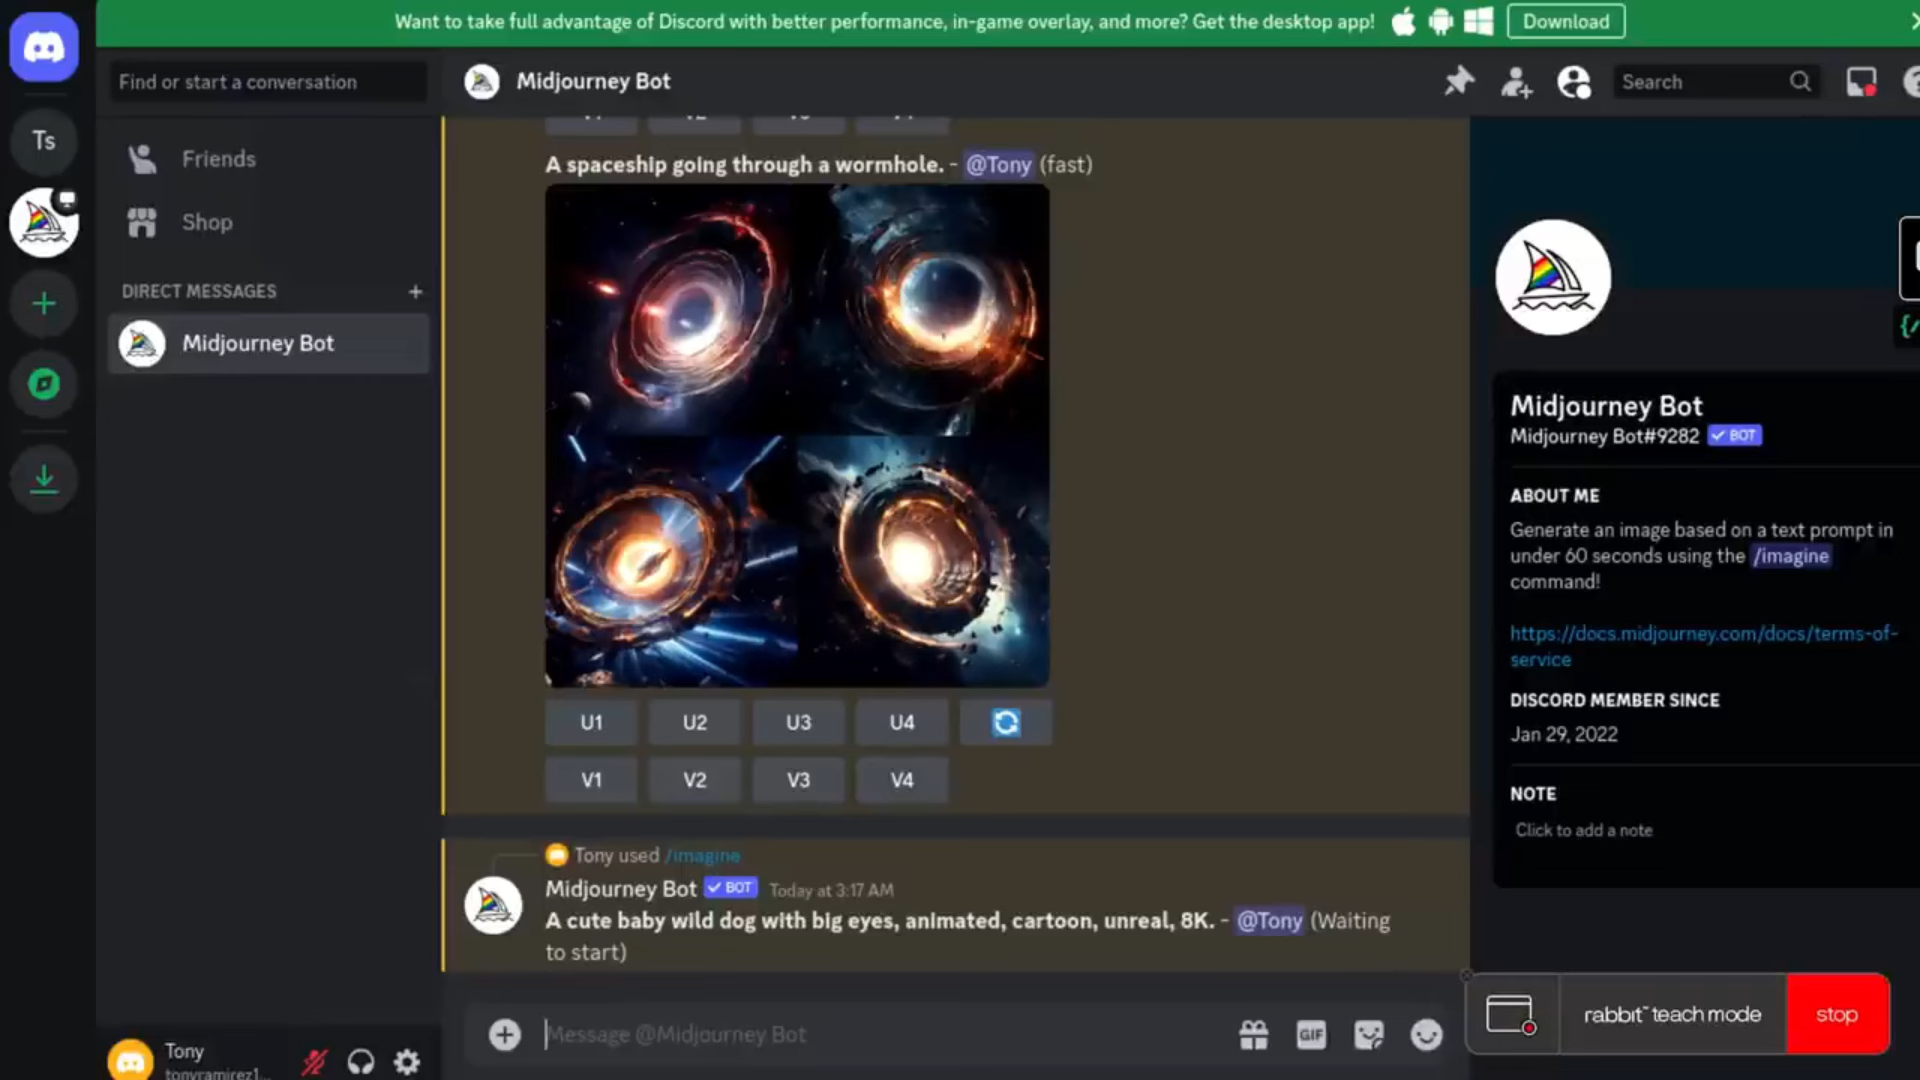 Want to take full advantage of Discord with better performance, in-game overlay, and more? Get the desktop app!
Download
Ts
Find or start a conversation
Friends
Shop
DIRECT MESSAGES
Midjourney Bot
Tony
tonyramirez1...
Midjourney Bot
Search
A spaceship going through a wormhole. - @Tony (fast)
U1 U2 U3 U4
V1 V2 V3 V4
Tony used /imagine
Midjourney Bot BOT Today at 3:17 AM
A cute baby wild dog with big eyes, animated, cartoon, unreal, 8K. - @Tony (Waiting
to start)
Message @Midjourney Bot
GIF
Midjourney Bot
Midjourney Bot#9282 BOT
ABOUT ME
Generate an image based on a text prompt in
under 60 seconds using the /imagine
command!
https://docs.midjourney.com/docs/terms-of-
service
DISCORD MEMBER SINCE
Jan 29, 2022
NOTE
Click to add a note
rabbit™ teach mode
stop